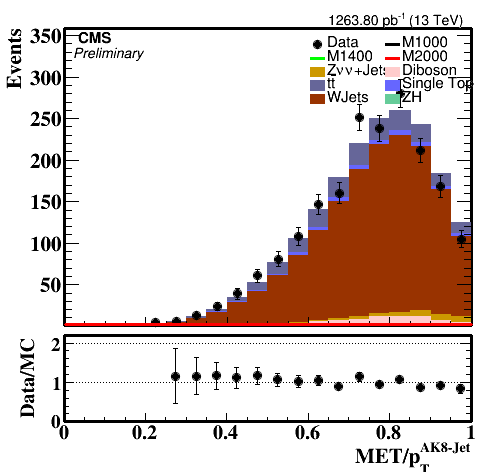 1263.80 pb⁻¹ (13 TeV)
CMS
Preliminary
Data
M1000
M1400
M2000
Zνν+Jets
Diboson
tt
Single Top
WJets
ZH
Events
350
300
250
200
150
100
50
Data/MC
2
1
0
0 0.2 0.4 0.6 0.8 1
MET/p_T^AK8-Jet